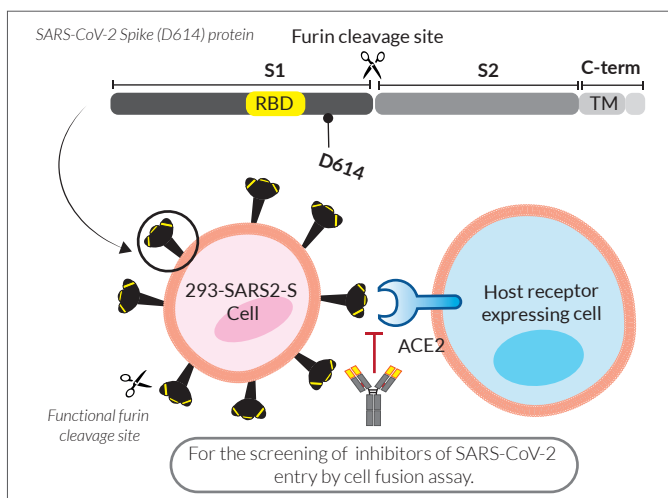 SARS-CoV-2 Spike (D614) protein
Furin cleavage site
S1
S2
C-term
RBD
TM
D614
293-SARS2-S
Cell
Host receptor
expressing cell
ACE2
Functional furin
cleavage site
For the screening of inhibitors of SARS-CoV-2
entry by cell fusion assay.